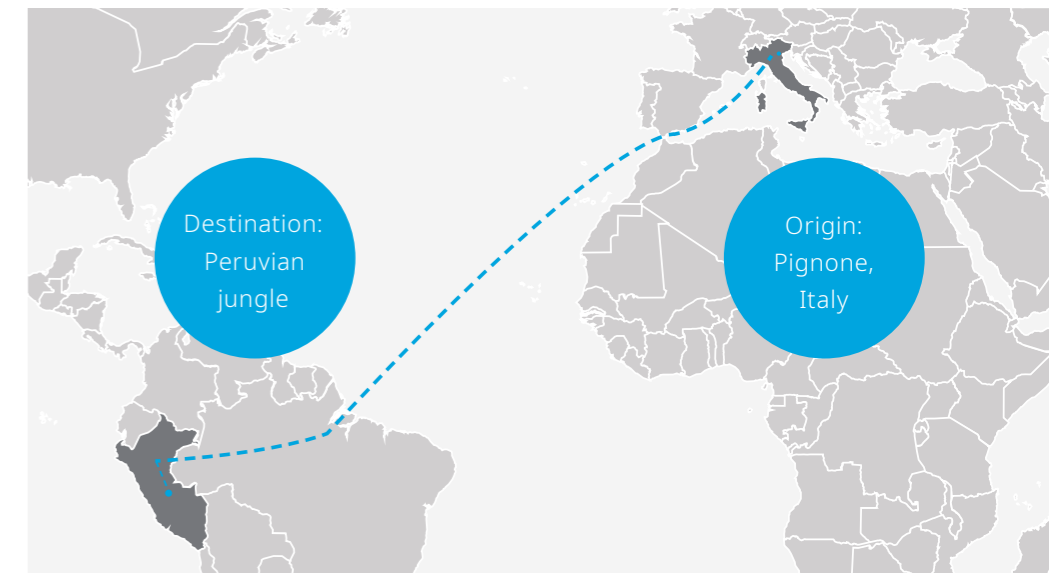 Destination:
Peruvian
jungle
Origin:
Pignone,
Italy